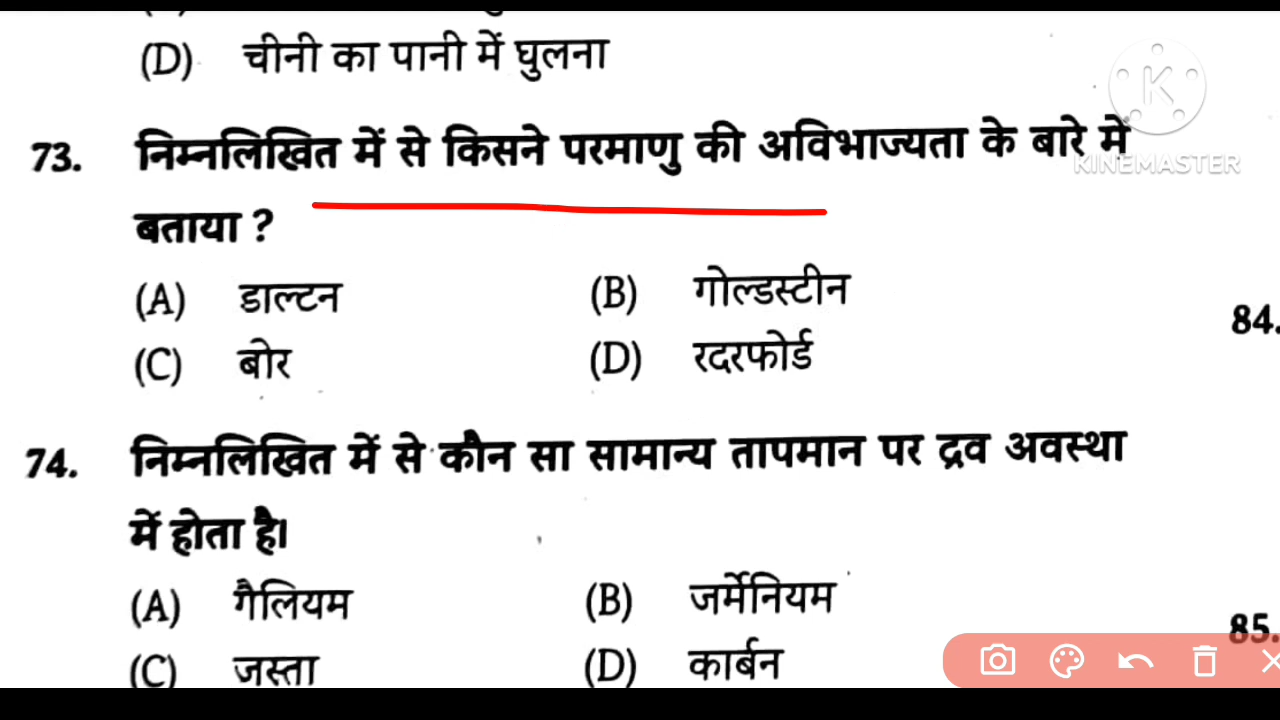 (D) चीनी का पानी में घुलना
73. निम्नलिखित में से किसने परमाणु की अविभाज्यता के बारे में
KINEMASTER
बताया ?
(A) डाल्टन (B) गोल्डस्टीन
84.
(C) बोर (D) रदरफोर्ड
74. निम्नलिखित में से कौन सा सामान्य तापमान पर द्रव अवस्था
में होता है।
(A) गैलियम (B) जर्मेनियम
85.
(C) जस्ता (D) कार्बन